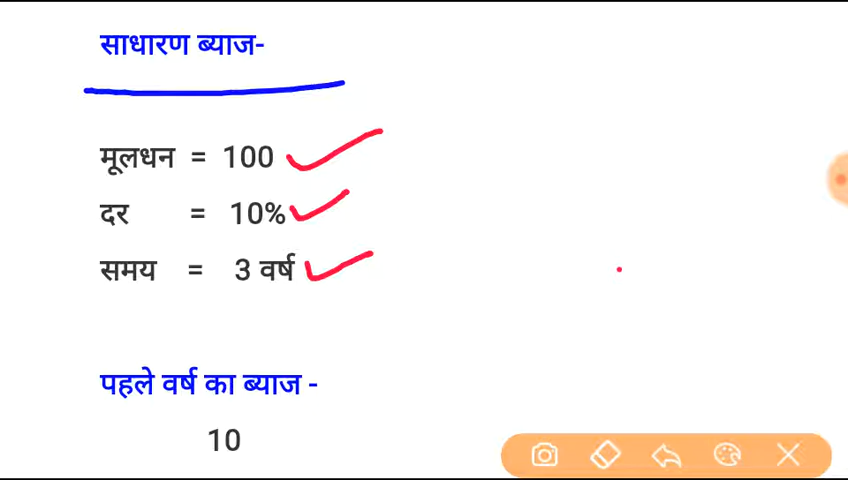 साधारण ब्याज-
मूलधन = 100
दर = 10%
समय = 3 वर्ष
पहले वर्ष का ब्याज -
10